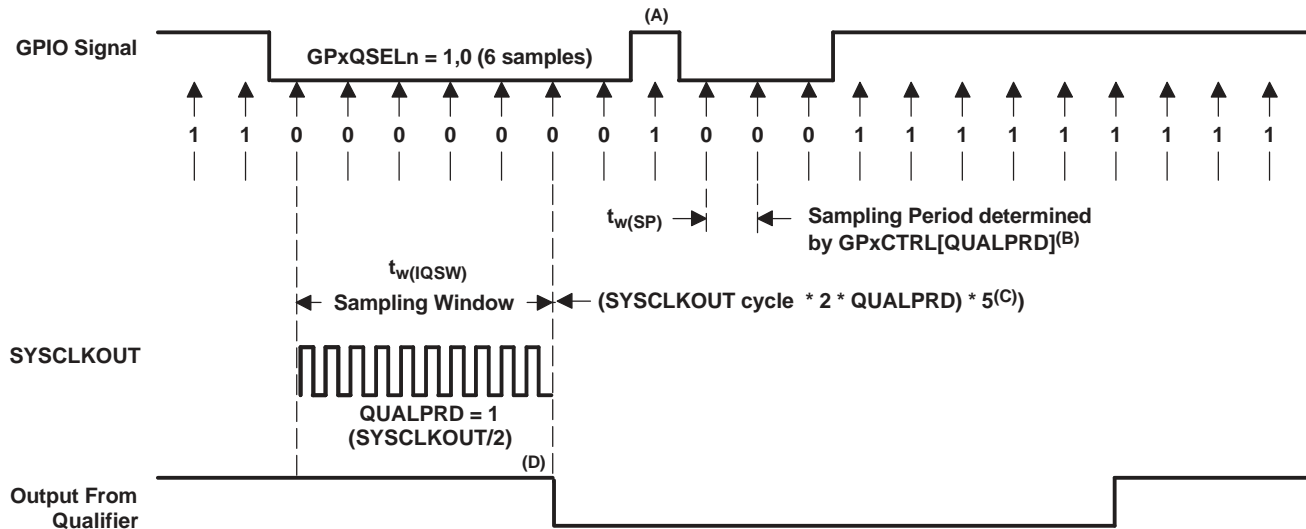 (A)
GPIO Signal
GPxQSELn = 1,0 (6 samples)
1 1 0 0 0 0 0 0 0 1 0 0 0 1 1 1 1 1 1 1 1 1
tw(SP)
Sampling Period determined
by GPxCTRL[QUALPRD](B)
tw(IQSW)
Sampling Window
(SYSCLKOUT cycle * 2 * QUALPRD) * 5(C))
SYSCLKOUT
QUALPRD = 1
(SYSCLKOUT/2)
(D)
Output From
Qualifier